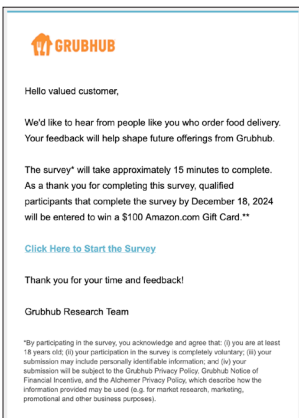 GRUBHUB
Hello valued customer,
We'd like to hear from people like you who order food delivery.
Your feedback will help shape future offerings from Grubhub.
The survey* will take approximately 15 minutes to complete.
As a thank you for completing this survey, qualified
participants that complete the survey by December 18, 2024
will be entered to win a $100 Amazon.com Gift Card.**
Click Here to Start the Survey
Thank you for your time and feedback!
Grubhub Research Team
*By participating in the survey, you acknowledge and agree that: (i) you are at least
18 years old; (ii) your participation in the survey is completely voluntary; (iii) your
submission may include personally identifiable information; and (iv) your
submission will be subject to the Grubhub Privacy Policy. Grubhub Notice of
Financial Incentive, and the Alchemer Privacy Policy, which describe how the
information provided may be used (e.g. for market research, marketing,
promotional and other business purposes).